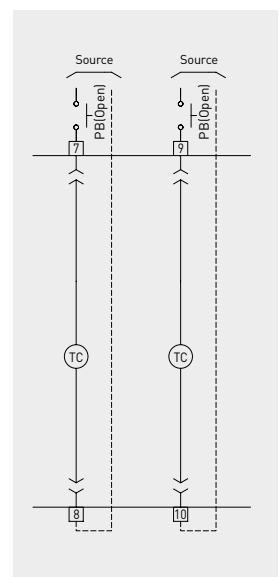 Source Source
PB(Open) PB(Open)
7 9
TC TC
8 10